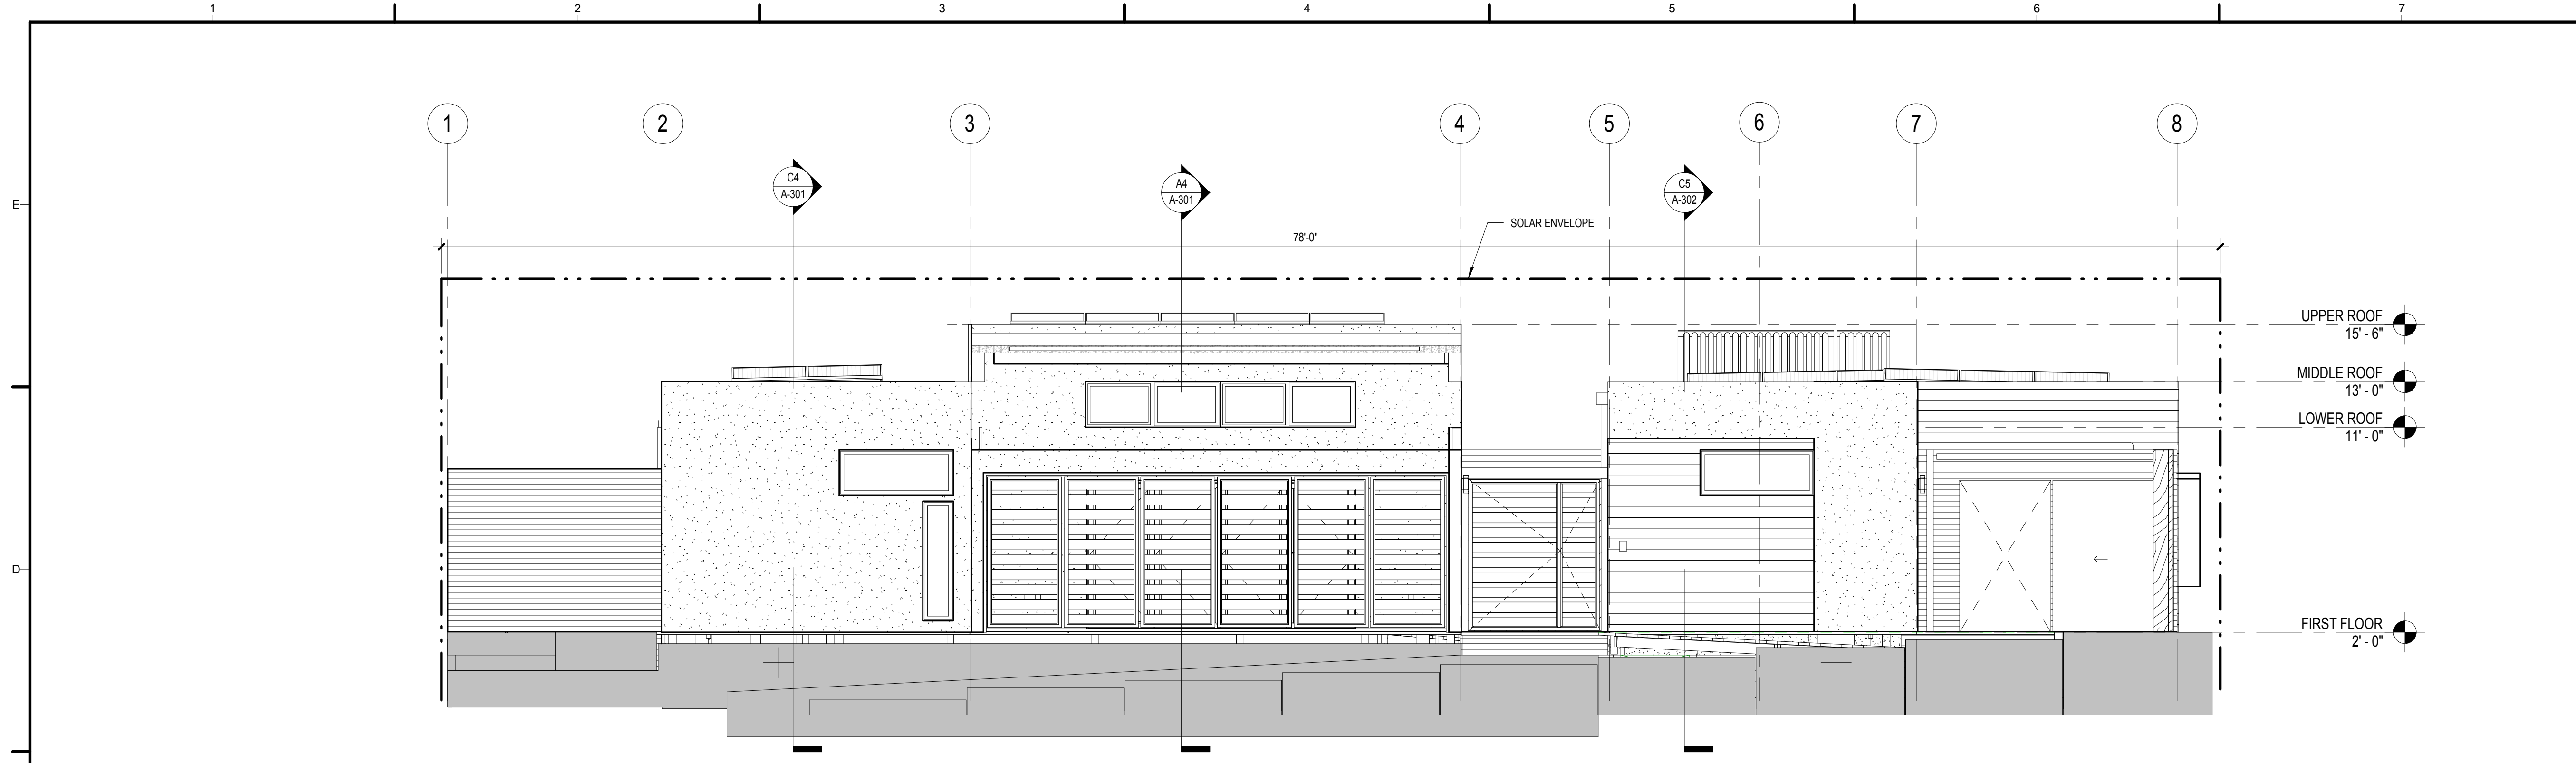 1 2 3 4 5 6 7
1 2 3 4 5 6 7 8
C4
A-301
A4
A-301
C5
A-302
E
SOLAR ENVELOPE
78'-0"
UPPER ROOF
15' - 6"
MIDDLE ROOF
13' - 0"
LOWER ROOF
11' - 0"
D
FIRST FLOOR
2' - 0"